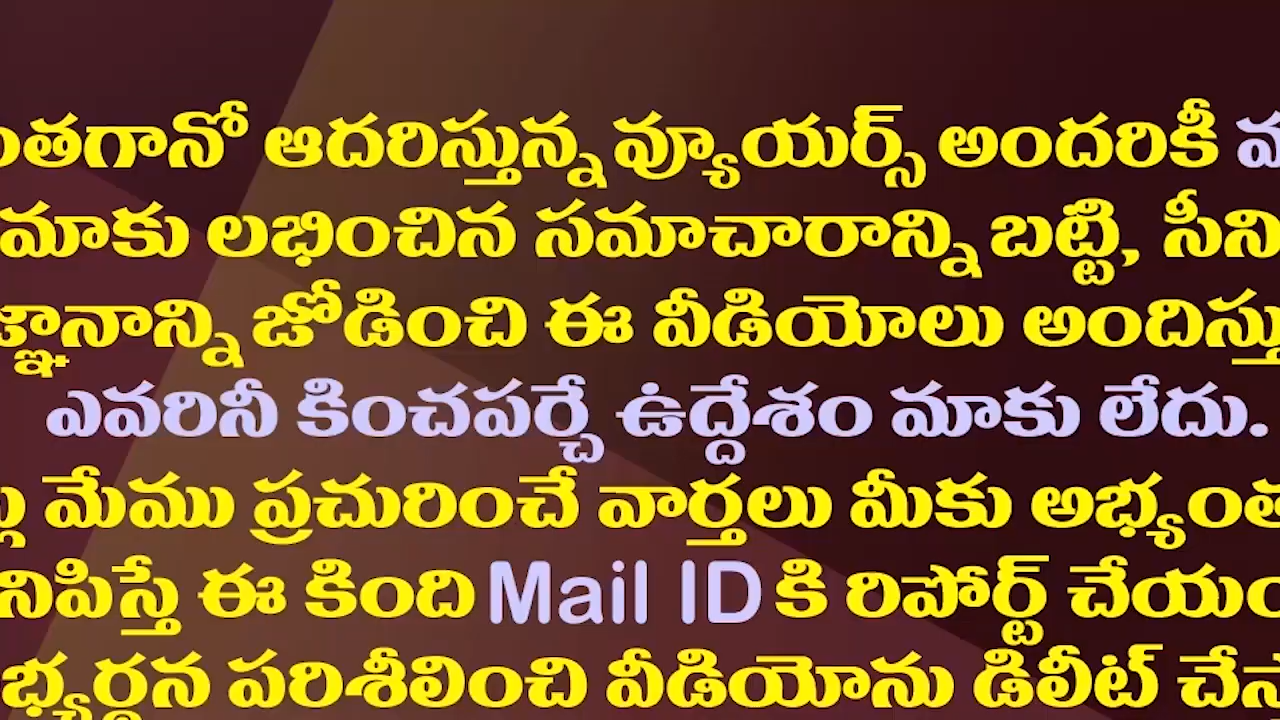 ంతగానో ఆదరిస్తున్న వ్యూయర్స్ అందరికీ
మాకు లభించిన సమాచారాన్ని బట్టి, సీని
జ్ఞానాన్ని జోడించి ఈ వీడియోలు అందిస్తు
ఎవరినీ కించపర్చే ఉద్దేశం మాకు లేదు.
మేము ప్రచురించే వార్తలు మీకు అభ్యంత
నిపిస్తే ఈ కింది Mail ID కి రిపోర్ట్ చేయం
భ్యర్థన పరిశీలించి వీడియోను డిలీట్ చేస